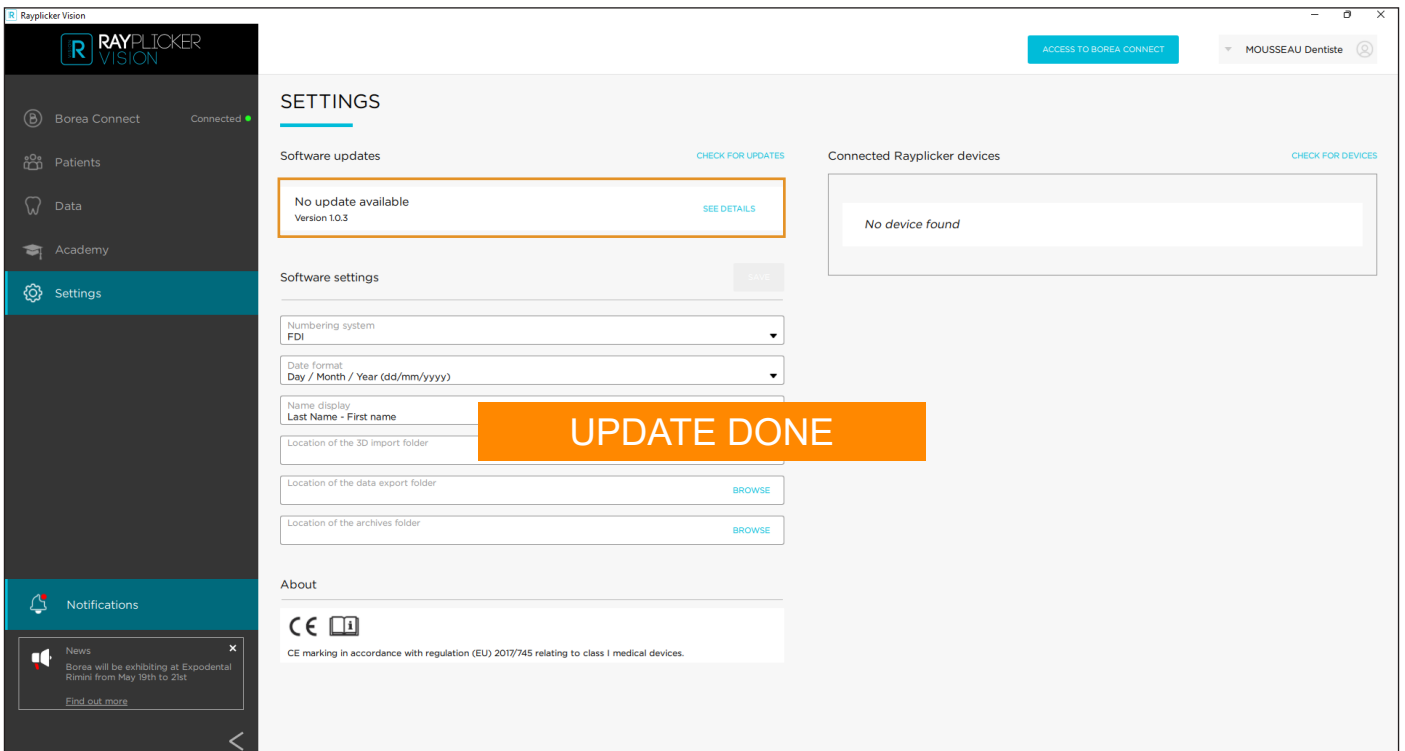 Rayplicker Vision
RAYPLICKER
VISION
ACCESS TO BOREA CONNECT
MOUSSEAU Dentiste
Borea Connect
Connected
Patients
Data
Academy
Settings
Notifications
News
Borea will be exhibiting at Expodental
Rimini from May 19th to 21st
Find out more
SETTINGS
Software updates
CHECK FOR UPDATES
No update available
Version 1.0.3
SEE DETAILS
Software settings
SAVE
Numbering system
FDI
Date format
Day / Month / Year (dd/mm/yyyy)
Name display
Last Name - First name
Location of the 3D import folder
Location of the data export folder
BROWSE
Location of the archives folder
BROWSE
About
CE
CE marking in accordance with regulation (EU) 2017/745 relating to class I medical devices.
Connected Rayplicker devices
CHECK FOR DEVICES
No device found
UPDATE DONE